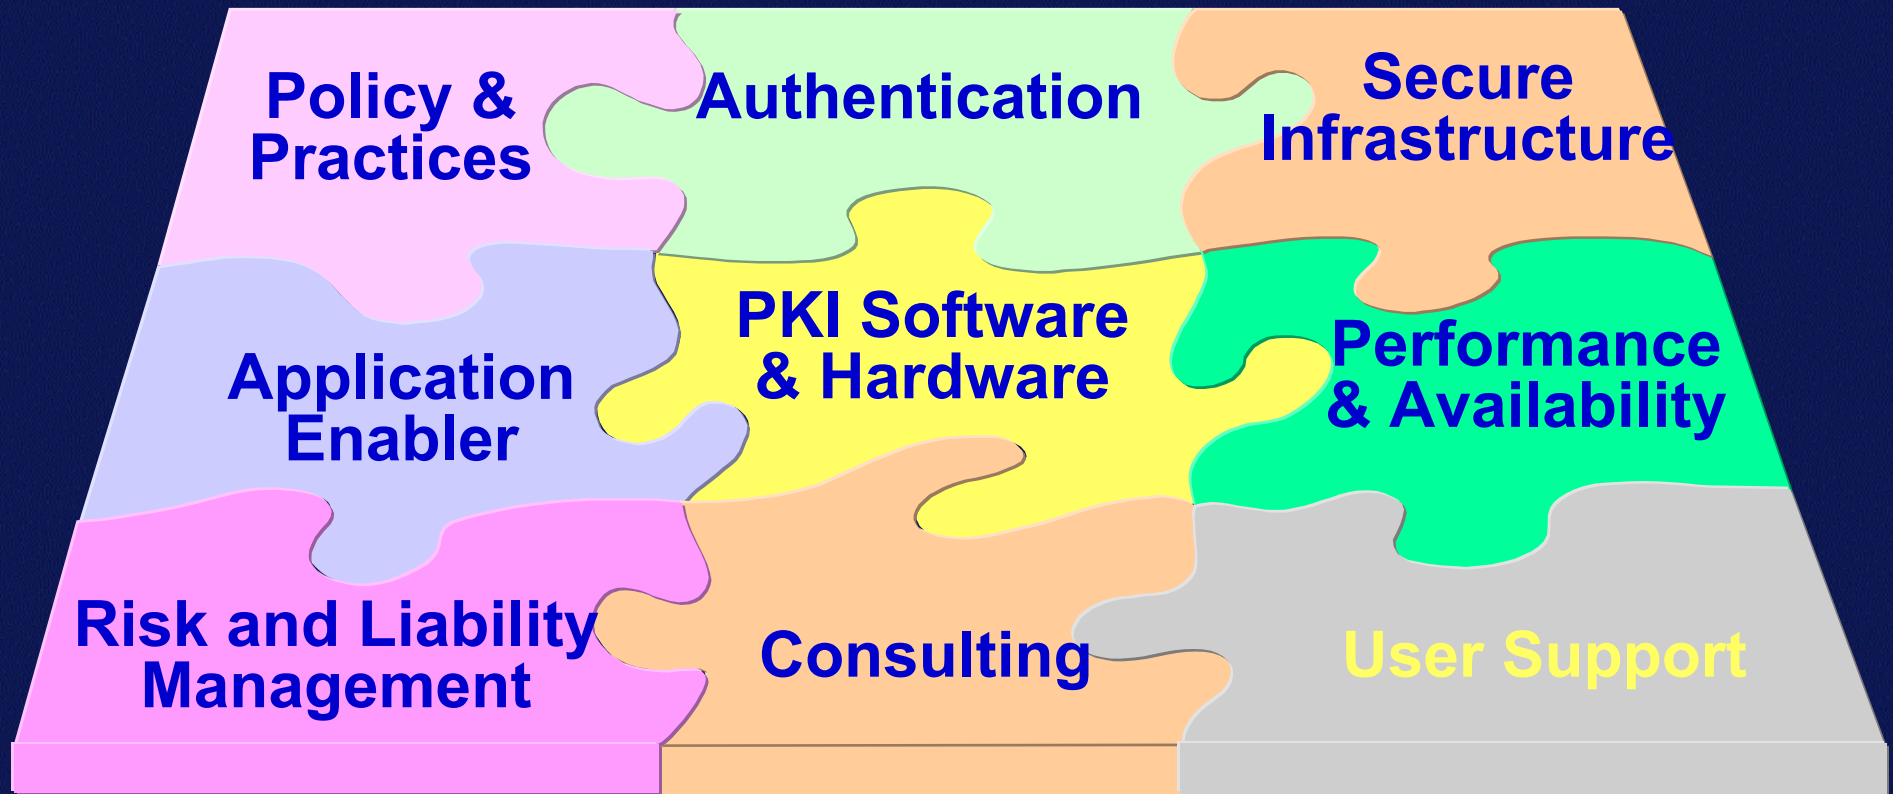 Policy &
Practices
Authentication
Secure
Infrastructure
Application
Enabler
PKI Software
& Hardware
Performance
& Availability
Risk and Liability
Management
Consulting
User Support